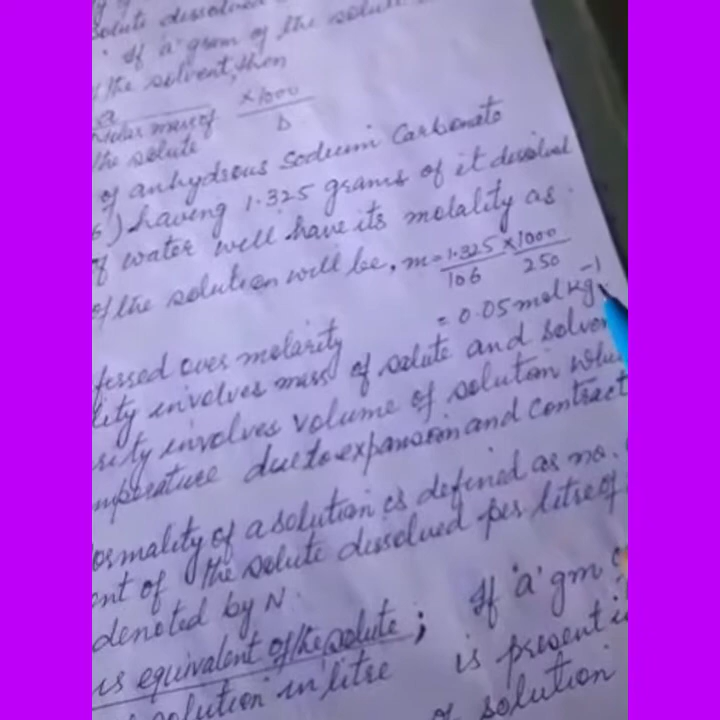 solute dissolved
If 'a' gram of the solute
the solvent, then
a
molar mass of the solute × 1000 / b
of anhydrous Sodium Carbonate
6) having 1.325 grams of it dissolved
of water will have its molality as
of the solution will be, m = 1.325/106 × 1000/250
= 0.05 mol kg⁻¹
ferred over molarity
lity involves mass of solute and solven
rity involves volume of solution whi
mperature due to expansion and contract
ormality of a solution is defined as no.
ent of the solute dissolved per litre of
denoted by N.
is equivalent of the solute ; If 'a' gm
solution in litre is present i
of solution